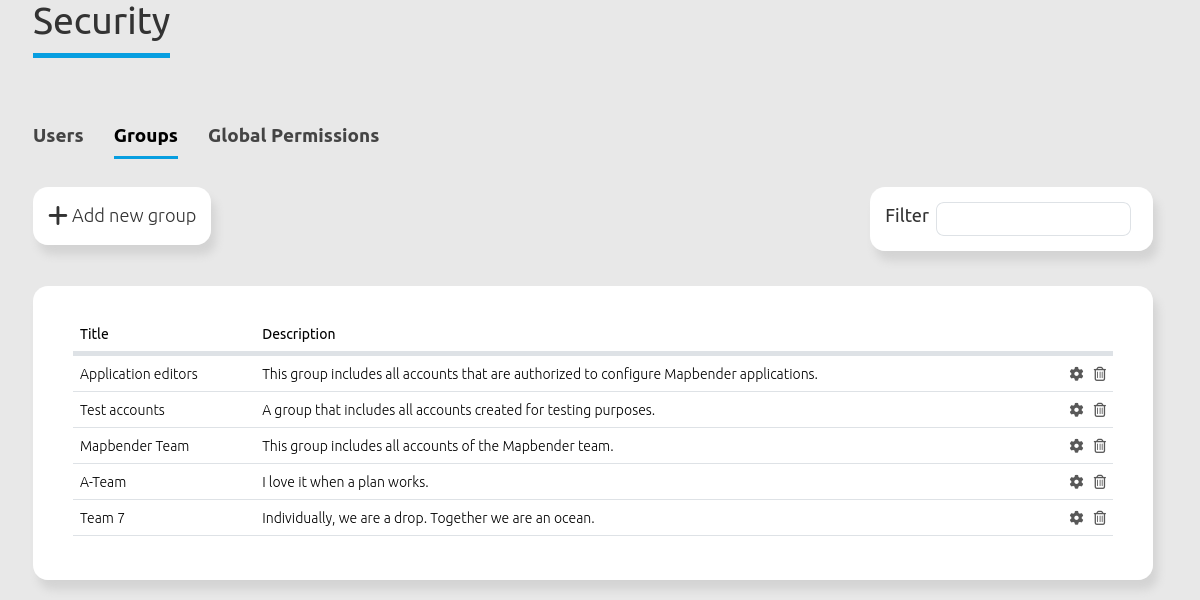 Security
Users Groups Global Permissions
Add new group
Filter
Title Description
Application editors This group includes all accounts that are authorized to configure Mapbender applications.
Test accounts A group that includes all accounts created for testing purposes.
Mapbender Team This group includes all accounts of the Mapbender team.
A-Team I love it when a plan works.
Team 7 Individually, we are a drop. Together we are an ocean.